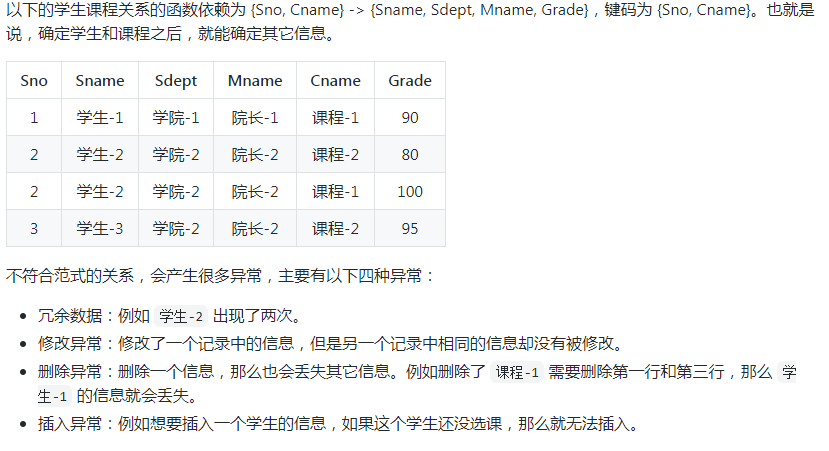 以下的学生课程关系的函数依赖为 {Sno, Cname} -> {Sname, Sdept, Mname, Grade}，键码为 {Sno, Cname}。也就是
说，确定学生和课程之后，就能确定其它信息。
Sno Sname Sdept Mname Cname Grade
1 学生-1 学院-1 院长-1 课程-1 90
2 学生-2 学院-2 院长-2 课程-2 80
2 学生-2 学院-2 院长-2 课程-1 100
3 学生-3 学院-2 院长-2 课程-2 95
不符合范式的关系，会产生很多异常，主要有以下四种异常：
• 冗余数据：例如 学生-2 出现了两次。
• 修改异常：修改了一个记录中的信息，但是另一个记录中相同的信息却没有被修改。
• 删除异常：删除一个信息，那么也会丢失其它信息。例如删除了 课程-1 需要删除第一行和第三行，那么 学
生-1 的信息就会丢失。
• 插入异常：例如想要插入一个学生的信息，如果这个学生还没选课，那么就无法插入。